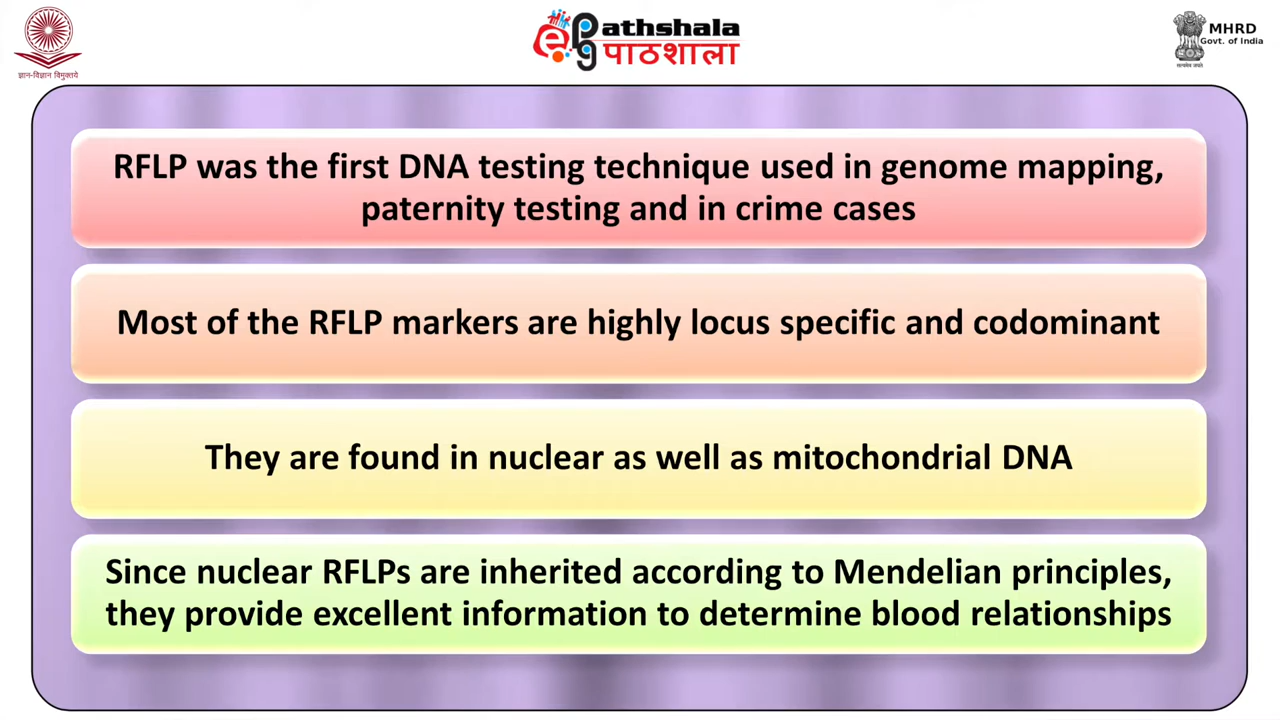 ज्ञान-विज्ञान विमुक्तये
ePathshala
पाठशाला
MHRD
Govt. of India
सत्यमेव जयते
RFLP was the first DNA testing technique used in genome mapping,
paternity testing and in crime cases
Most of the RFLP markers are highly locus specific and codominant
They are found in nuclear as well as mitochondrial DNA
Since nuclear RFLPs are inherited according to Mendelian principles,
they provide excellent information to determine blood relationships